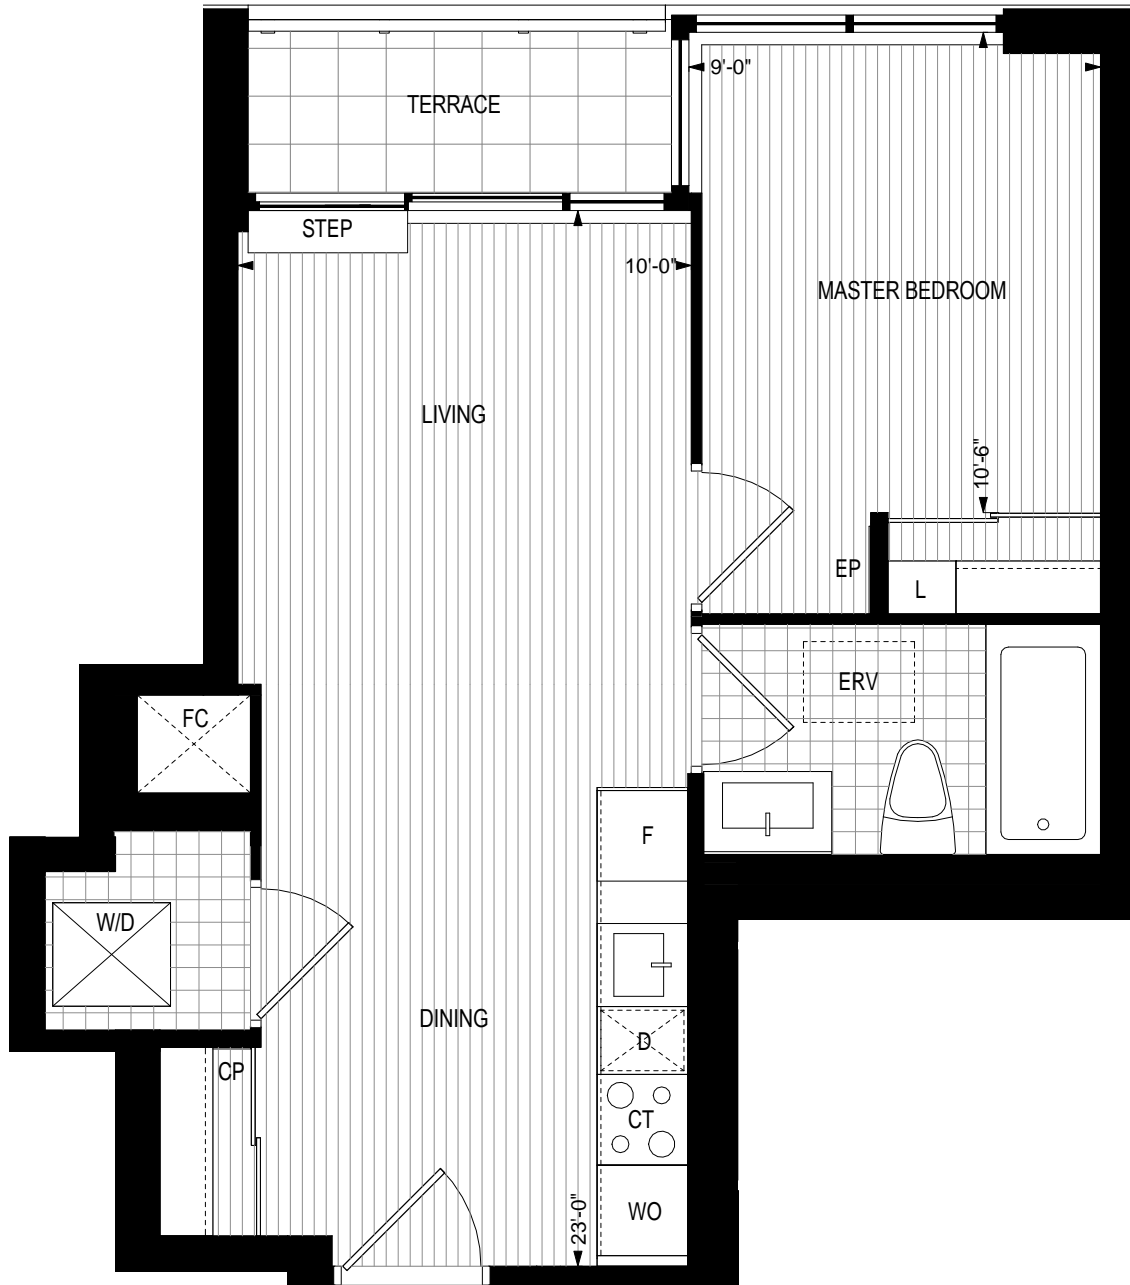 9'-0"
TERRACE
STEP
10'-0"
MASTER BEDROOM
LIVING
10'-6"
EP
L
ERV
FC
F
W/D
DINING
D
CP
CT
WO
23'-0"